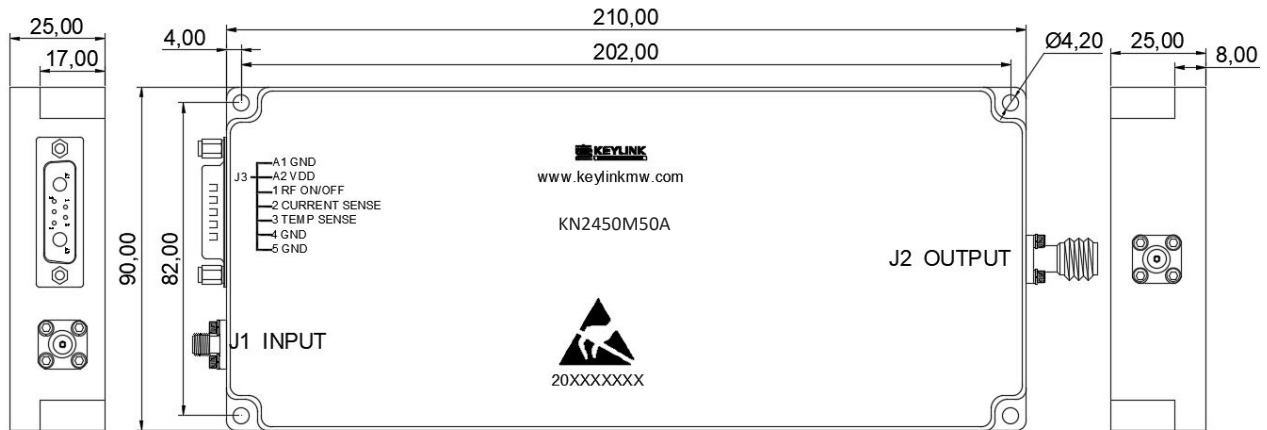 210,00
25,00
4,00
202,00
Ø4,20
25,00
17,00
8,00
KEYLINK
www.keylinkmw.com
J3
A1 GND
A2 VDD
1 RF ON/OFF
2 CURRENT SENSE
3 TEMP SENSE
4 GND
5 GND
KN2450M50A
90,00
82,00
J2 OUTPUT
J1 INPUT
20XXXXXXX